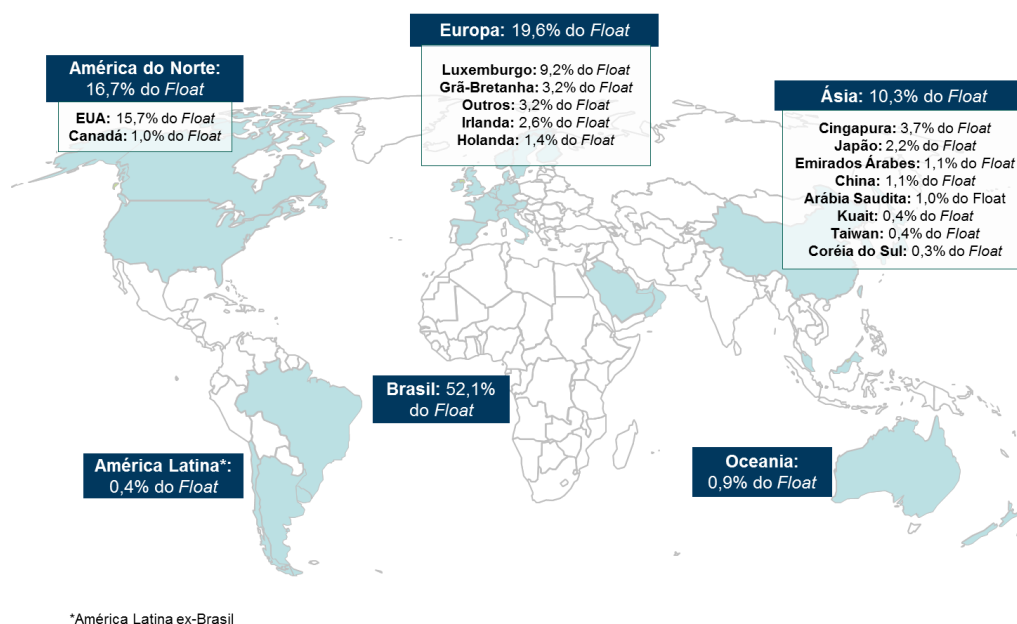 América do Norte:
16,7% do Float
EUA: 15,7% do Float
Canadá: 1,0% do Float
Europa: 19,6% do Float
Luxemburgo: 9,2% do Float
Grã-Bretanha: 3,2% do Float
Outros: 3,2% do Float
Irlanda: 2,6% do Float
Holanda: 1,4% do Float
Ásia: 10,3% do Float
Cingapura: 3,7% do Float
Japão: 2,2% do Float
Emirados Árabes: 1,1% do Float
China: 1,1% do Float
Arábia Saudita: 1,0% do Float
Kuait: 0,4% do Float
Taiwan: 0,4% do Float
Coréia do Sul: 0,3% do Float
Brasil: 52,1%
do Float
América Latina*:
0,4% do Float
Oceania:
0,9% do Float
*América Latina ex-Brasil